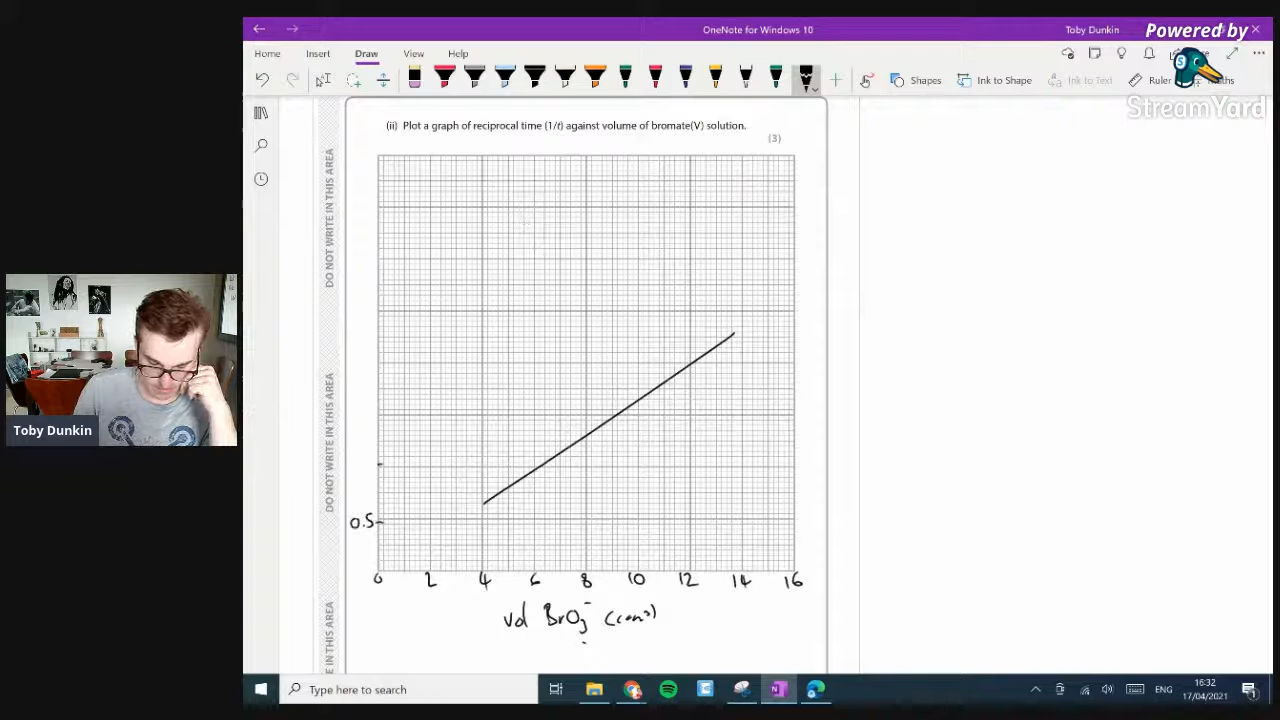 OneNote for Windows 10
Toby Dunkin
Powered by
StreamYard
Home Insert Draw View Help
Shapes Ink to Shape Ink to Text Ruler
(ii) Plot a graph of reciprocal time (1/t) against volume of bromate(V) solution.
(3)
DO NOT WRITE IN THIS AREA
DO NOT WRITE IN THIS AREA
E IN THIS AREA
0.5
0 2 4 6 8 10 12 14 16
vol BrO3⁻ (cm³)
Toby Dunkin
Type here to search
ENG
16:32
17/04/2021